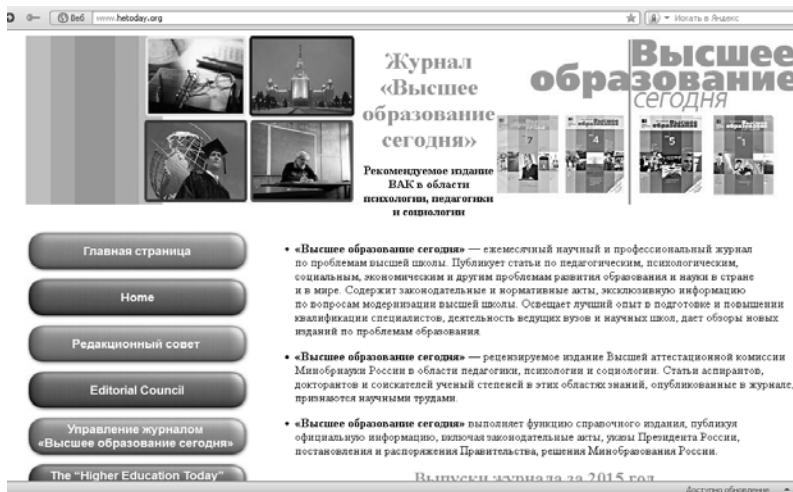 Веб www.hetoday.org
Искать в Яндекс
Журнал
«Высшее
образование
сегодня»
Рекомендуемое издание
ВАК в области
психологии, педагогики
и социологии
Высшее
образование
сегодня
7
4
5
1
Главная страница
Home
Редакционный совет
Editorial Council
Управление журналом
«Высшее образование сегодня»
The “Higher Education Today”
• «Высшее образование сегодня» — ежемесячный научный и профессиональный журнал
по проблемам высшей школы. Публикует статьи по педагогическим, психологическим,
социальным, экономическим и другим проблемам развития образования и науки в стране
и в мире. Содержит законодательные и нормативные акты, эксклюзивную информацию
по вопросам модернизации высшей школы. Освещает лучший опыт в подготовке и повышении
квалификации специалистов, деятельность ведущих вузов и научных школ, дает обзоры новых
изданий по проблемам образования.
• «Высшее образование сегодня» — рецензируемое издание Высшей аттестационной комиссии
Минобрнауки России в области педагогики, психологии и социологии. Статьи аспирантов,
докторантов и соискателей ученый степеней в этих областях знаний, опубликованные в журнале,
признаются научными трудами.
• «Высшее образование сегодня» выполняет функцию справочного издания, публикуя
официальную информацию, включая законодательные акты, указы Президента России,
постановления и распоряжения Правительства, решения Минобразования России.
Выпуски журнала за 2015 год
Доступно обновление